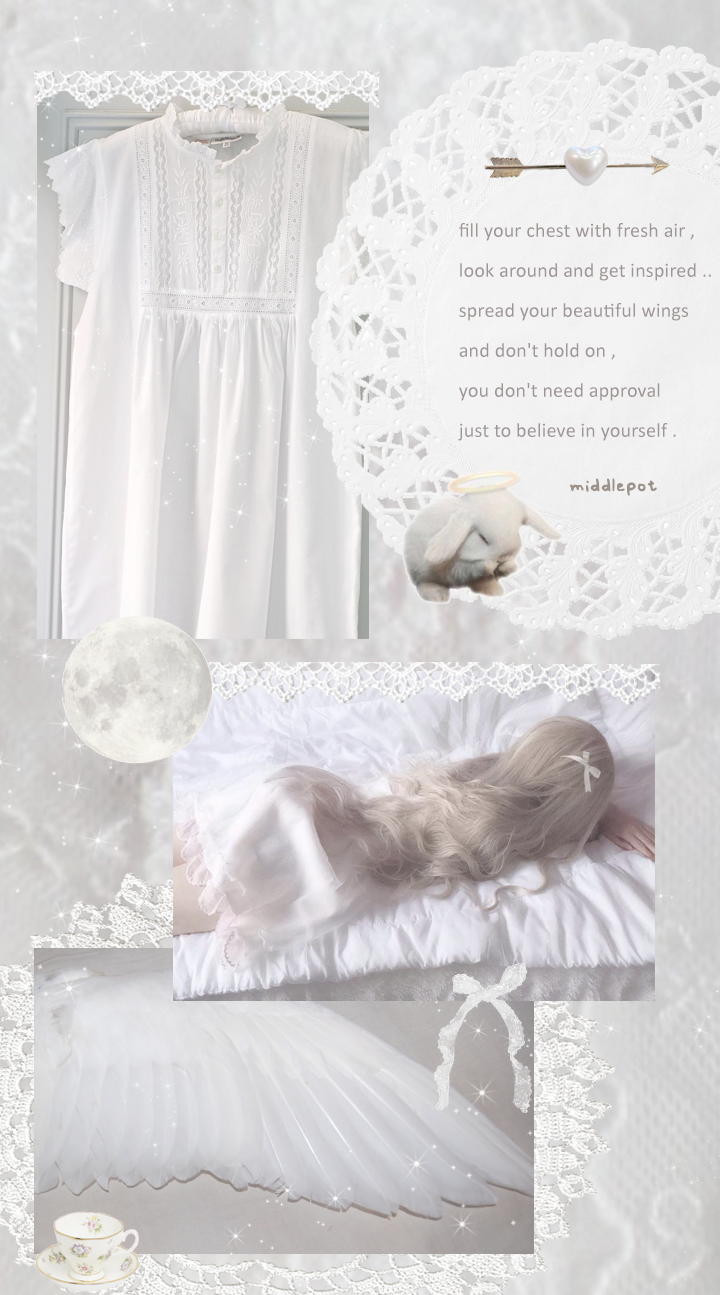 fill your chest with fresh air ,
look around and get inspired ..
spread your beautiful wings
and don't hold on ,
you don't need approval
just to believe in yourself .
middlepot